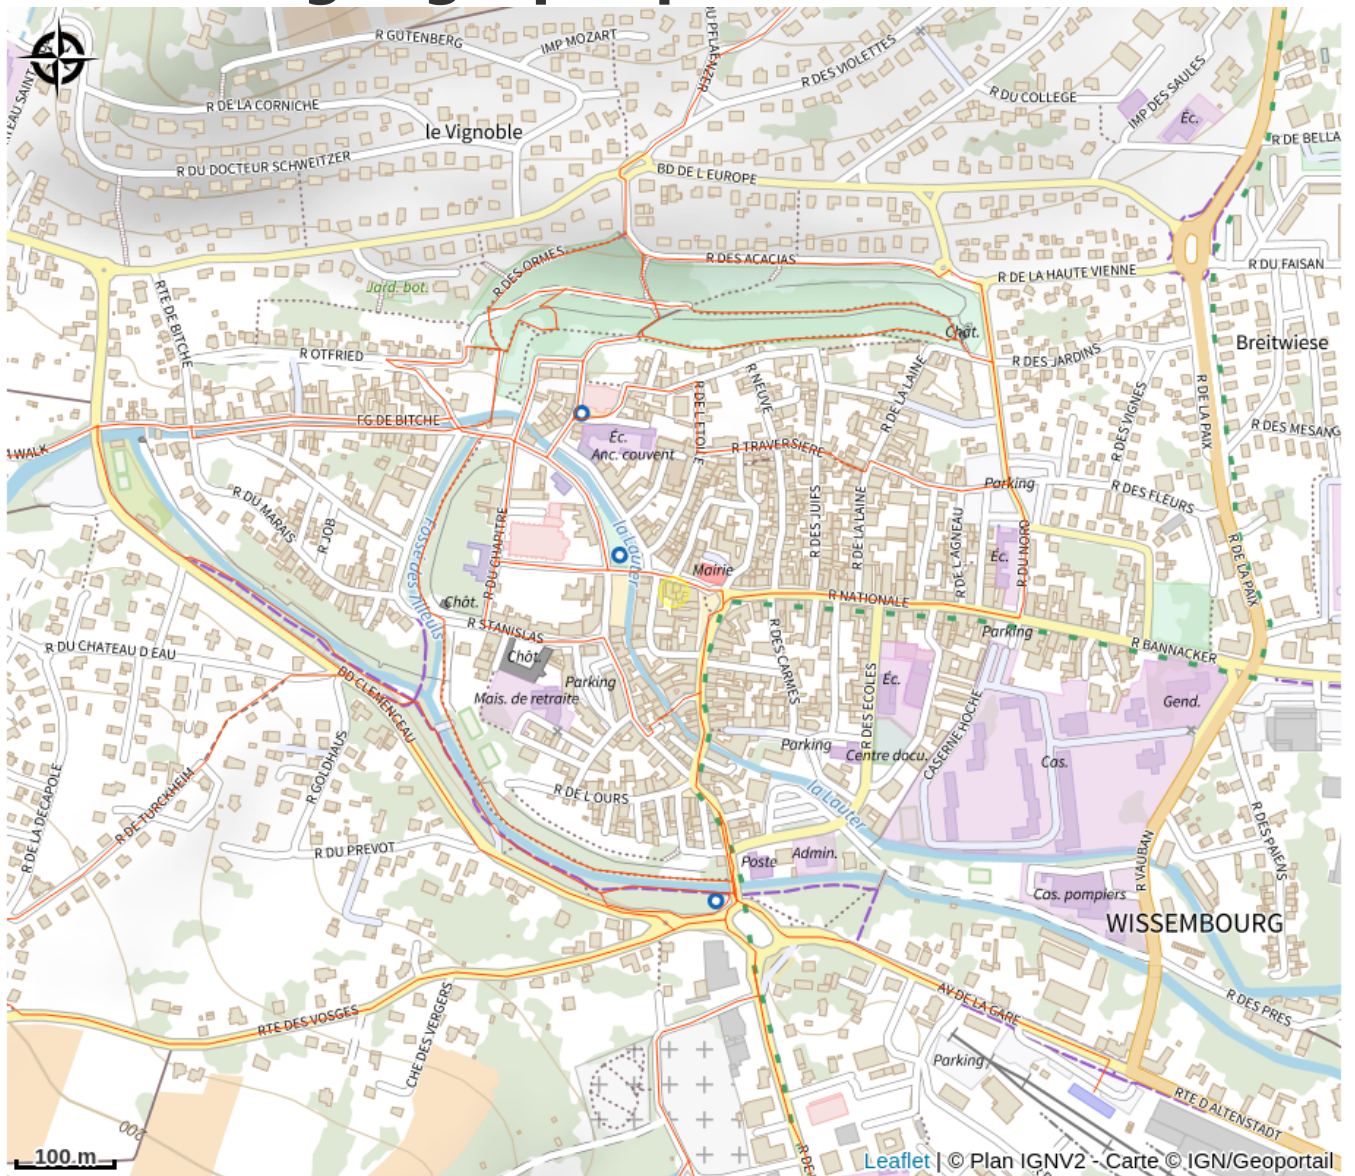 R GUTENBERG
IMP MOZART
R DES VIOLETTES
R DU COLLEGE
IMP DES SAULES
Éc.
R DE LA CORNICHE
le Vignoble
R DU DOCTEUR SCHWEITZER
BD DE L EUROPE
R DE BELLA
R DES ORMES
R DES ACACIAS
R DE LA HAUTE VIENNE
R DU FAISAN
Jard. bot.
RTE DE BITCHE
R OTFRIED
Chât.
R DES JARDINS
Breitwiese
R NEUVE
R DE LA LAINE
R DES VIGNES
R DE LA PAIX
FG DE BITCHE
R DE L ETOILE
Éc.
Anc. couvent
R TRAVERSIERE
R DES MESANG
WALK
Parking
R DES FLEURS
R DU MARAIS
R JOB
Fossé des Tilleuls
R DU CHAPITRE
la Lauter
R DES JUIFS
R DE LA LAINE
R DE L AGNEAU
Éc.
R DU NORD
R DE LA PAIX
Mairie
Chât.
R NATIONALE
R STANISLAS
Parking
R BANNACKER
R DU CHATEAU D EAU
Chât.
R DES CARMES
BD CLEMENCEAU
Parking
Mais. de retraite
R DES ECOLES
Éc.
Gend.
Parking
Centre docu.
CASERNE HOCHE
Cas.
R GOLDHAUS
R DE LA DECAPOLE
R DE TURCKHEIM
R DE L OURS
la Lauter
R DU PREVOT
Poste
Admin.
R VAUBAN
R DES PAIENS
Cas. pompiers
WISSEMBOURG
AV DE LA GARE
R DES PRES
RTE DES VOSGES
CHE DES VERGERS
Parking
RTE D ALTENSTADT
200
100 m
Leaflet | © Plan IGNV2 - Carte © IGN/Geoportail